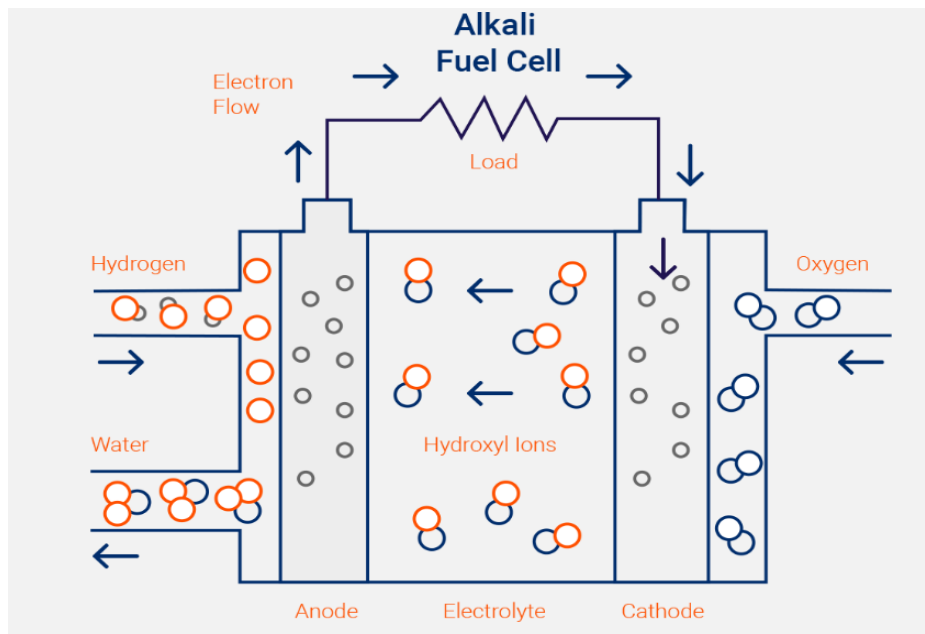 Alkali
Fuel Cell
Electron
Flow
Load
Hydrogen
Oxygen
Water
Hydroxyl Ions
Anode
Electrolyte
Cathode